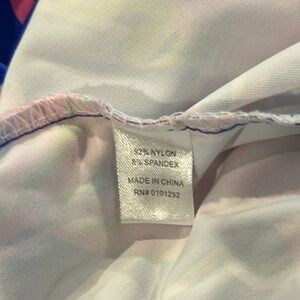 92% NYLON
8% SPANDEX
MADE IN CHINA
RN# 0101292